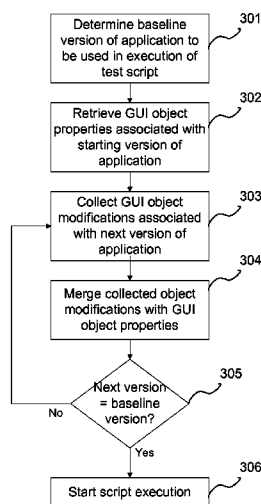 301
Determine baseline
version of application to
be used in execution of
test script
302
Retrieve GUI object
properties associated with
starting version of
application
303
Collect GUI object
modifications associated
with next version of
application
304
Merge collected object
modifications with GUI
object properties
305
Next version
= baseline
version?
No
Yes
306
Start script execution